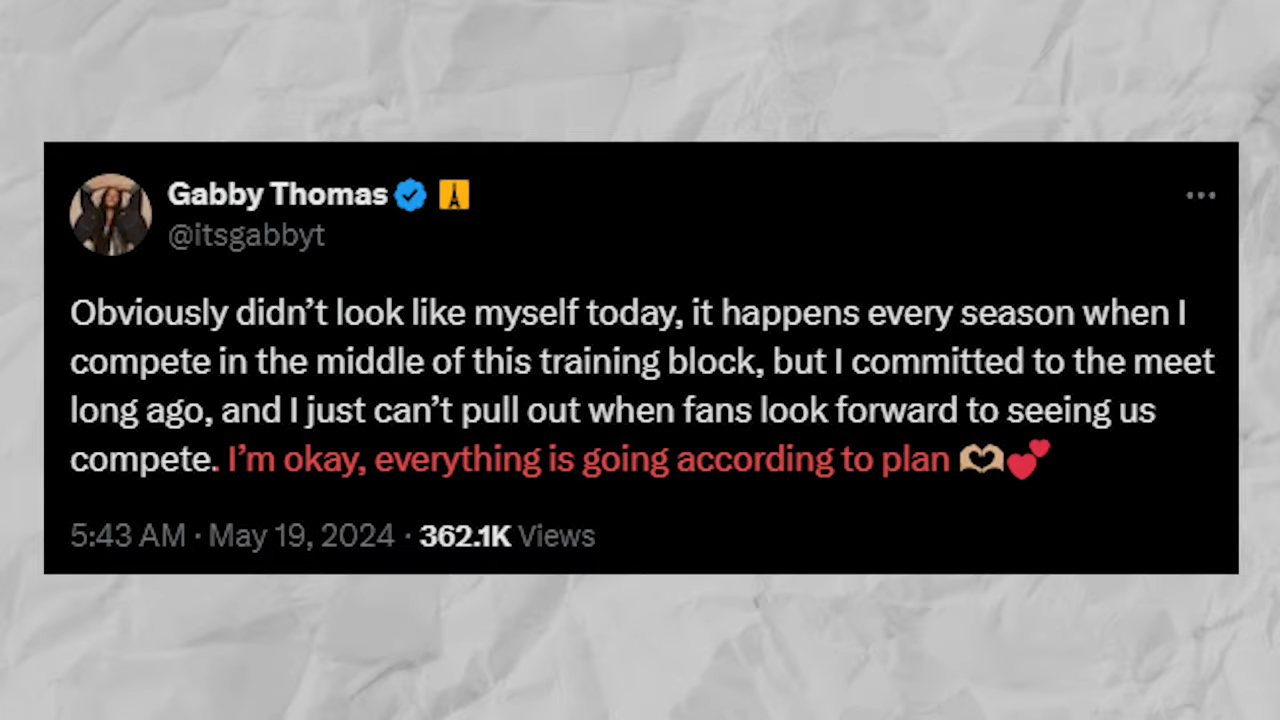 Gabby Thomas
@itsgabbyt
Obviously didn’t look like myself today, it happens every season when I
compete in the middle of this training block, but I committed to the meet
long ago, and I just can’t pull out when fans look forward to seeing us
compete. I’m okay, everything is going according to plan 🫶🏼💕
5:43 AM · May 19, 2024 · 362.1K Views